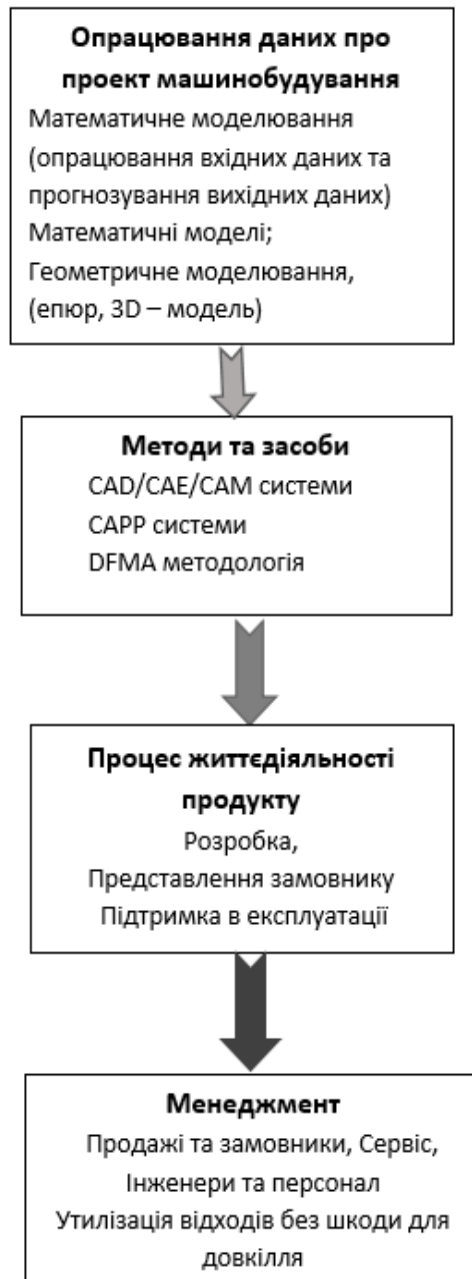 Опрацювання даних про
проект машинобудування
Математичне моделювання
(опрацювання вхідних даних та
прогнозування вихідних даних)
Математичні моделі;
Геометричне моделювання,
(епюр, 3D – модель)
Методи та засоби
CAD/CAE/CAM системи
CAPP системи
DFMA методологія
Процес життєдіяльності
продукту
Розробка,
Представлення замовнику
Підтримка в експлуатації
Менеджмент
Продажі та замовники, Сервіс,
Інженери та персонал
Утилізація відходів без шкоди для
довкілля